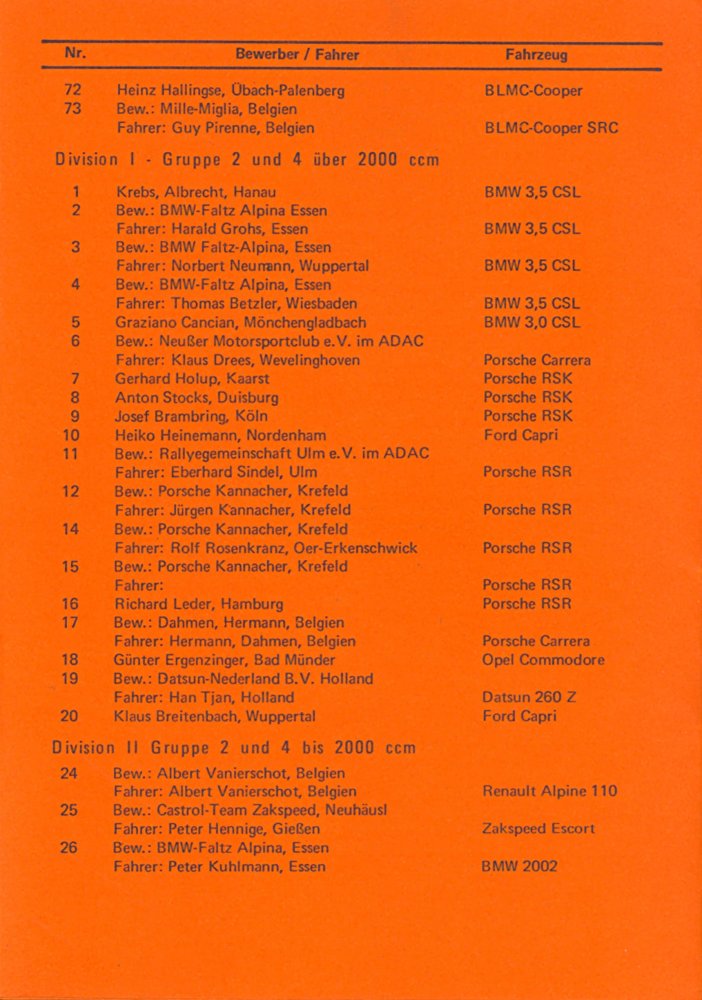 Nr. Bewerber / Fahrer Fahrzeug
72 Heinz Hallingse, Übach-Palenberg BLMC-Cooper
73 Bew.: Mille-Miglia, Belgien
Fahrer: Guy Pirenne, Belgien BLMC-Cooper SRC
Division I - Gruppe 2 und 4 über 2000 ccm
1 Krebs, Albrecht, Hanau BMW 3,5 CSL
2 Bew.: BMW-Faltz Alpina Essen
Fahrer: Harald Grohs, Essen BMW 3,5 CSL
3 Bew.: BMW Faltz-Alpina, Essen
Fahrer: Norbert Neumann, Wuppertal BMW 3,5 CSL
4 Bew.: BMW-Faltz Alpina, Essen
Fahrer: Thomas Betzler, Wiesbaden BMW 3,5 CSL
5 Graziano Cancian, Mönchengladbach BMW 3,0 CSL
6 Bew.: Neußer Motorsportclub e.V. im ADAC
Fahrer: Klaus Drees, Wevelinghoven Porsche Carrera
7 Gerhard Holup, Kaarst Porsche RSK
8 Anton Stocks, Duisburg Porsche RSK
9 Josef Brambring, Köln Porsche RSK
10 Heiko Heinemann, Nordenham Ford Capri
11 Bew.: Rallyegemeinschaft Ulm e.V. im ADAC
Fahrer: Eberhard Sindel, Ulm Porsche RSR
12 Bew.: Porsche Kannacher, Krefeld
Fahrer: Jürgen Kannacher, Krefeld Porsche RSR
14 Bew.: Porsche Kannacher, Krefeld
Fahrer: Rolf Rosenkranz, Oer-Erkenschwick Porsche RSR
15 Bew.: Porsche Kannacher, Krefeld
Fahrer: Porsche RSR
16 Richard Leder, Hamburg Porsche RSR
17 Bew.: Dahmen, Hermann, Belgien
Fahrer: Hermann, Dahmen, Belgien Porsche Carrera
18 Günter Ergenzinger, Bad Münder Opel Commodore
19 Bew.: Datsun-Nederland B.V. Holland
Fahrer: Han Tjan, Holland Datsun 260 Z
20 Klaus Breitenbach, Wuppertal Ford Capri
Division II Gruppe 2 und 4 bis 2000 ccm
24 Bew.: Albert Vanierschot, Belgien
Fahrer: Albert Vanierschot, Belgien Renault Alpine 110
25 Bew.: Castrol-Team Zakspeed, Neuhäusl
Fahrer: Peter Hennige, Gießen Zakspeed Escort
26 Bew.: BMW-Faltz Alpina, Essen
Fahrer: Peter Kuhlmann, Essen BMW 2002